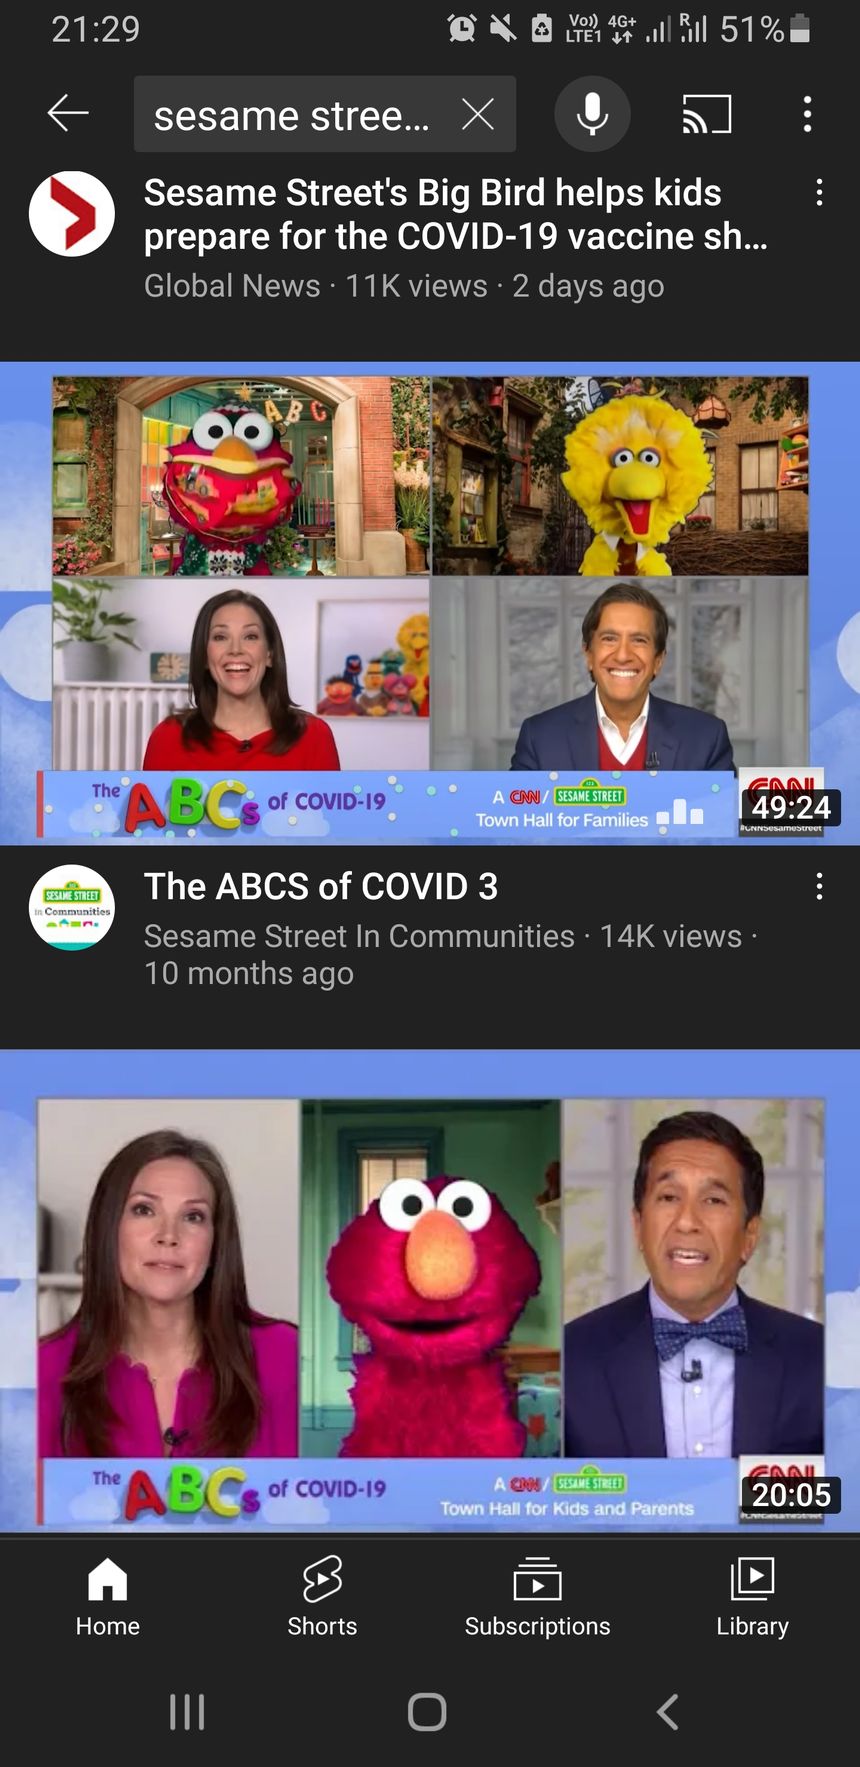 21:29
Vo)) LTE1 4G+ R 51%
sesame stree...
Sesame Street's Big Bird helps kids
prepare for the COVID-19 vaccine sh...
Global News · 11K views · 2 days ago
ABC
The ABCs of COVID-19
A CNN / SESAME STREET
Town Hall for Families
CNN
49:24
#CNNSesameStreet
SESAME STREET
in Communities
The ABCS of COVID 3
Sesame Street In Communities · 14K views ·
10 months ago
The ABCs of COVID-19
A CNN / SESAME STREET
Town Hall for Kids and Parents
CNN
20:05
#CNNSesameStreet
Home
Shorts
Subscriptions
Library